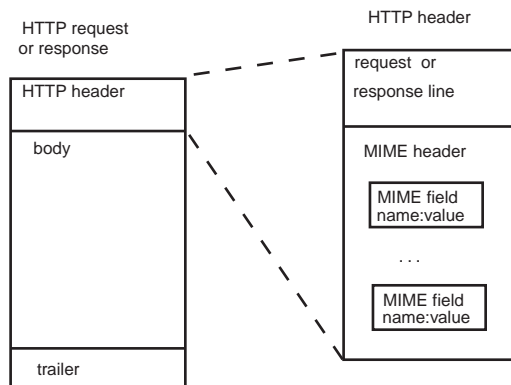 HTTP request
or response
HTTP header
body
trailer
HTTP header
request or
response line
MIME header
MIME field
name:value
...
MIME field
name:value